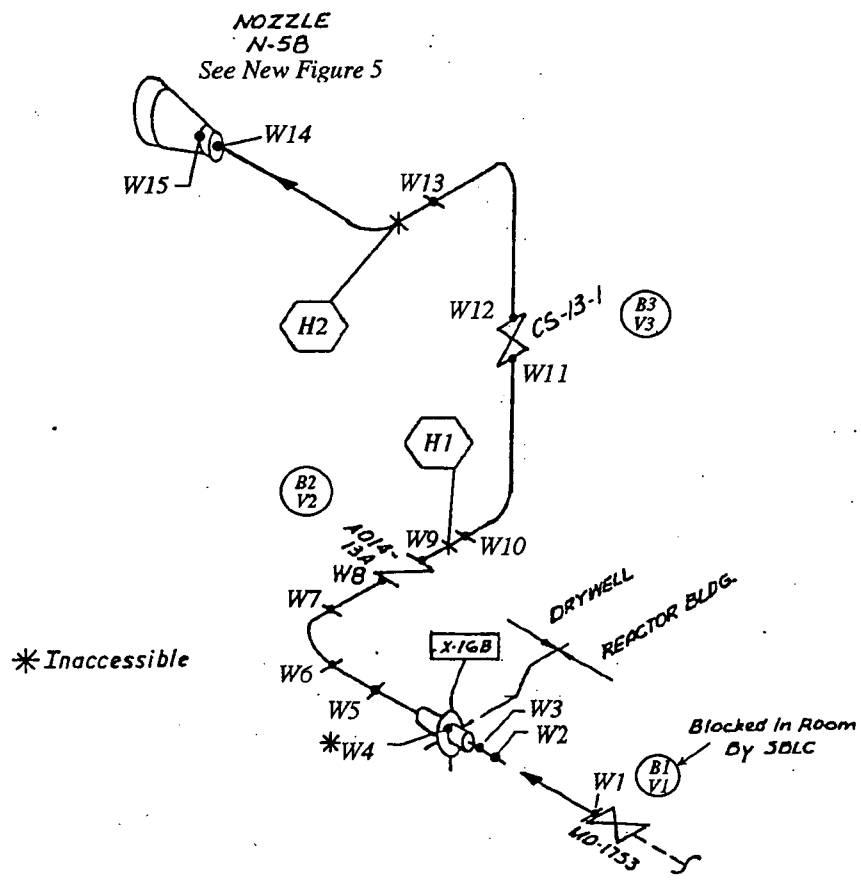 NOZZLE
N-5B
See New Figure 5
W14
W15
W13
H2
W12
CS-13-1
B3
V3
W11
H1
B2
V2
AO14-
13A
W9
W10
W8
W7
DRYWELL
REACTOR BLDG.
X-16B
* Inaccessible
W6
W5
W3
*W4
W2
Blocked In Room
By SBLC
B1
V1
W1
MO-1753